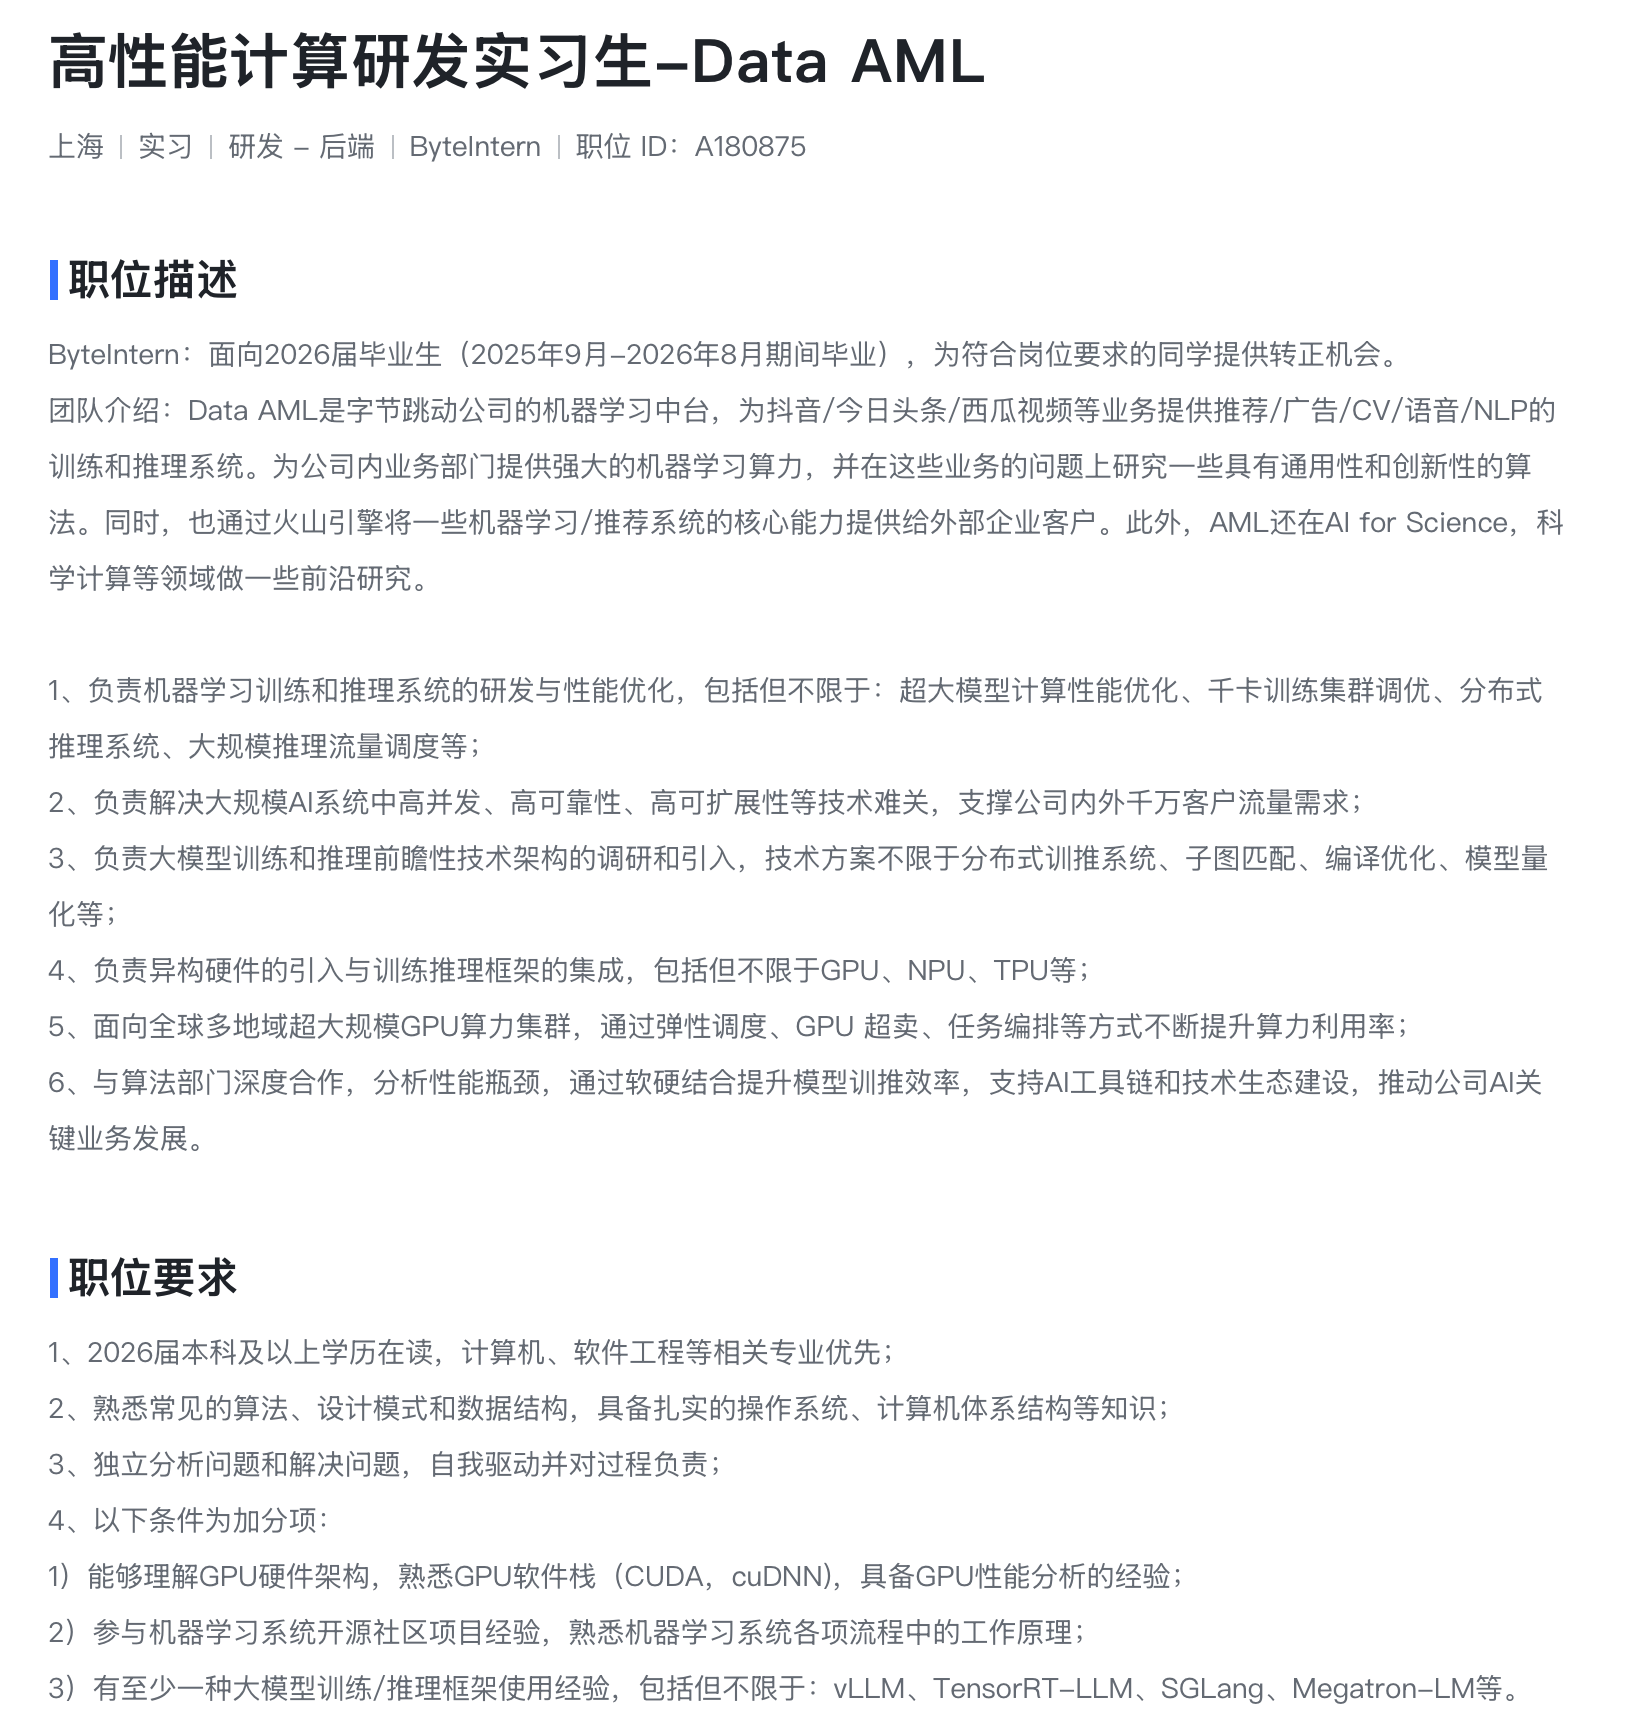 高性能计算研发实习生-Data AML
上海 | 实习 | 研发 - 后端 | ByteIntern | 职位 ID：A180875
职位描述
ByteIntern：面向2026届毕业生（2025年9月-2026年8月期间毕业），为符合岗位要求的同学提供转正机会。
团队介绍：Data AML是字节跳动公司的机器学习中台，为抖音/今日头条/西瓜视频等业务提供推荐/广告/CV/语音/NLP的
训练和推理系统。为公司内业务部门提供强大的机器学习算力，并在这些业务的问题上研究一些具有通用性和创新性的算
法。同时，也通过火山引擎将一些机器学习/推荐系统的核心能力提供给外部企业客户。此外，AML还在AI for Science，科
学计算等领域做一些前沿研究。
1、负责机器学习训练和推理系统的研发与性能优化，包括但不限于：超大模型计算性能优化、千卡训练集群调优、分布式
推理系统、大规模推理流量调度等；
2、负责解决大规模AI系统中高并发、高可靠性、高可扩展性等技术难关，支撑公司内外千万客户流量需求；
3、负责大模型训练和推理前瞻性技术架构的调研和引入，技术方案不限于分布式训推系统、子图匹配、编译优化、模型量
化等；
4、负责异构硬件的引入与训练推理框架的集成，包括但不限于GPU、NPU、TPU等；
5、面向全球多地域超大规模GPU算力集群，通过弹性调度、GPU 超卖、任务编排等方式不断提升算力利用率；
6、与算法部门深度合作，分析性能瓶颈，通过软硬结合提升模型训推效率，支持AI工具链和技术生态建设，推动公司AI关
键业务发展。
职位要求
1、2026届本科及以上学历在读，计算机、软件工程等相关专业优先；
2、熟悉常见的算法、设计模式和数据结构，具备扎实的操作系统、计算机体系结构等知识；
3、独立分析问题和解决问题，自我驱动并对过程负责；
4、以下条件为加分项：
1）能够理解GPU硬件架构，熟悉GPU软件栈（CUDA，cuDNN)，具备GPU性能分析的经验；
2）参与机器学习系统开源社区项目经验，熟悉机器学习系统各项流程中的工作原理；
3）有至少一种大模型训练/推理框架使用经验，包括但不限于：vLLM、TensorRT-LLM、SGLang、Megatron-LM等。